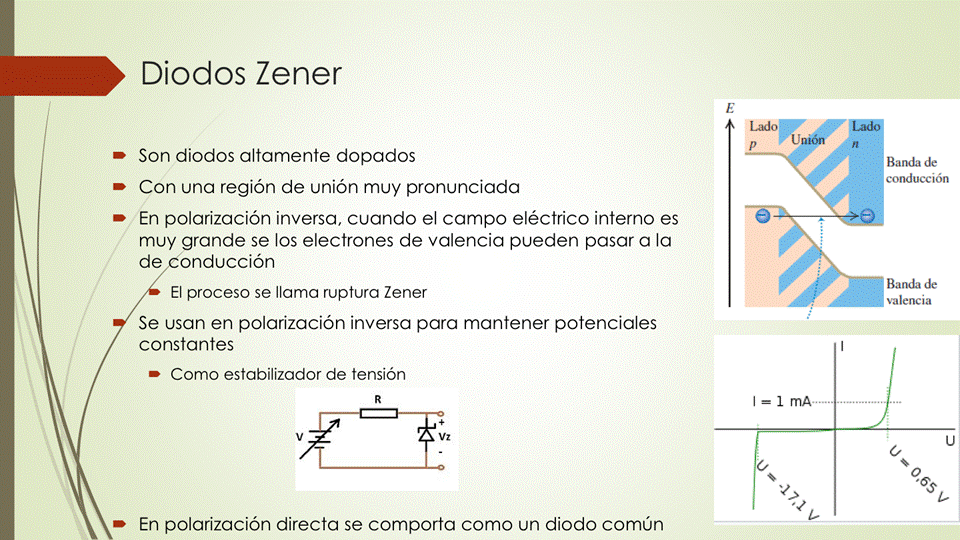 Diodos Zener
Son diodos altamente dopados
Con una región de unión muy pronunciada
En polarización inversa, cuando el campo eléctrico interno es
muy grande se los electrones de valencia pueden pasar a la
de conducción
El proceso se llama ruptura Zener
Se usan en polarización inversa para mantener potenciales
constantes
Como estabilizador de tensión
R
V
+
Vz
-
En polarización directa se comporta como un diodo común
E
Lado
p
Unión
Lado
n
Banda de
conducción
Banda de
valencia
I
I = 1 mA
U
U = -17,1 V
U = 0,65 V